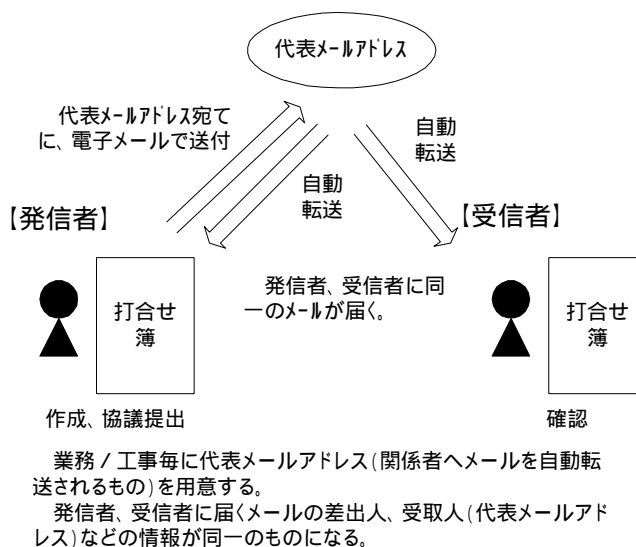 代表メールアドレス
代表メールアドレス宛て
に、電子メールで送付
自動
転送
自動
転送
【発信者】
【受信者】
発信者、受信者に同
一のメールが届く。
打合せ
簿
打合せ
簿
作成、協議提出
確認
業務/工事毎に代表メールアドレス(関係者へメールを自動転
送されるもの)を用意する。
発信者、受信者に届くメールの差出人、受取人(代表メールアド
レス)などの情報が同一のものになる。